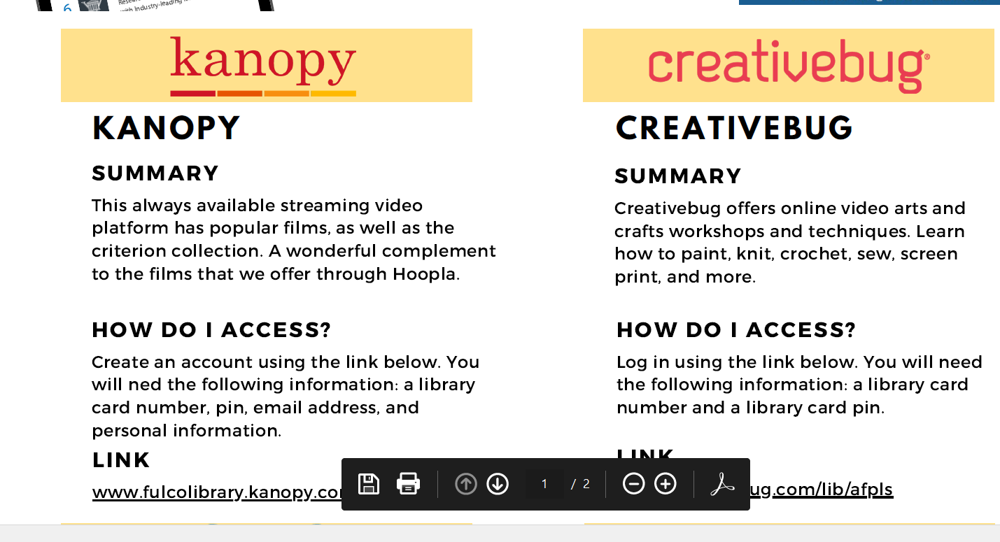 6
with Industry-leading
kanopy
KANOPY
SUMMARY
This always available streaming video
platform has popular films, as well as the
criterion collection. A wonderful complement
to the films that we offer through Hoopla.
HOW DO I ACCESS?
Create an account using the link below. You
will ned the following information: a library
card number, pin, email address, and
personal information.
LINK
www.fulcolibrary.kanopy.co
creativebug®
CREATIVEBUG
SUMMARY
Creativebug offers online video arts and
crafts workshops and techniques. Learn
how to paint, knit, crochet, sew, screen
print, and more.
HOW DO I ACCESS?
Log in using the link below. You will need
the following information: a library card
number and a library card pin.
LINK
ug.com/lib/afpls
1 / 2